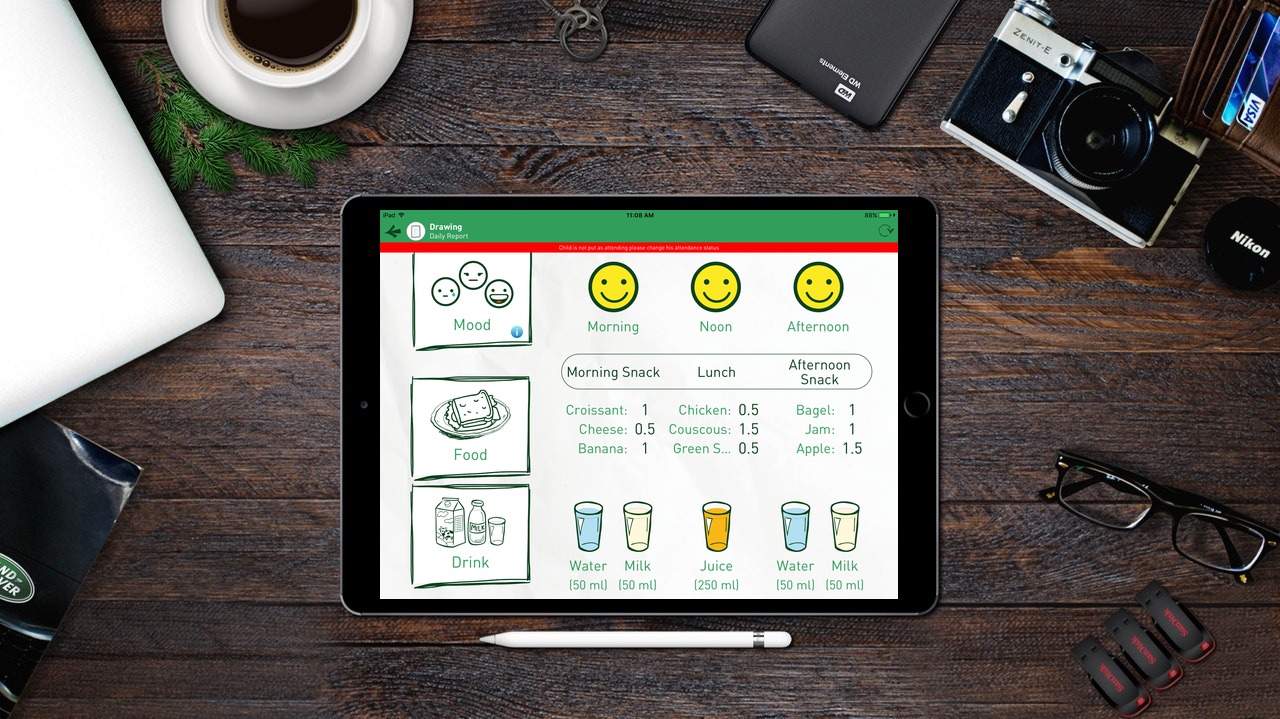 ZENIT-E
WD Elements
WD
VISA
Nikon
iPad
11:08 AM
88%
Drawing
Daily Report
Child is not put as attending please change his attendance status
Mood
i
Morning
Noon
Afternoon
Morning Snack
Lunch
Afternoon
Snack
Croissant: 1
Chicken: 0.5
Bagel: 1
Cheese: 0.5
Couscous: 1.5
Jam: 1
Banana: 1
Green S... 0.5
Apple: 1.5
Food
MILK
Drink
Water
Milk
Juice
Water
Milk
(50 ml)
(50 ml)
(250 ml)
(50 ml)
(50 ml)
SanDisk
SanDisk
SanDisk